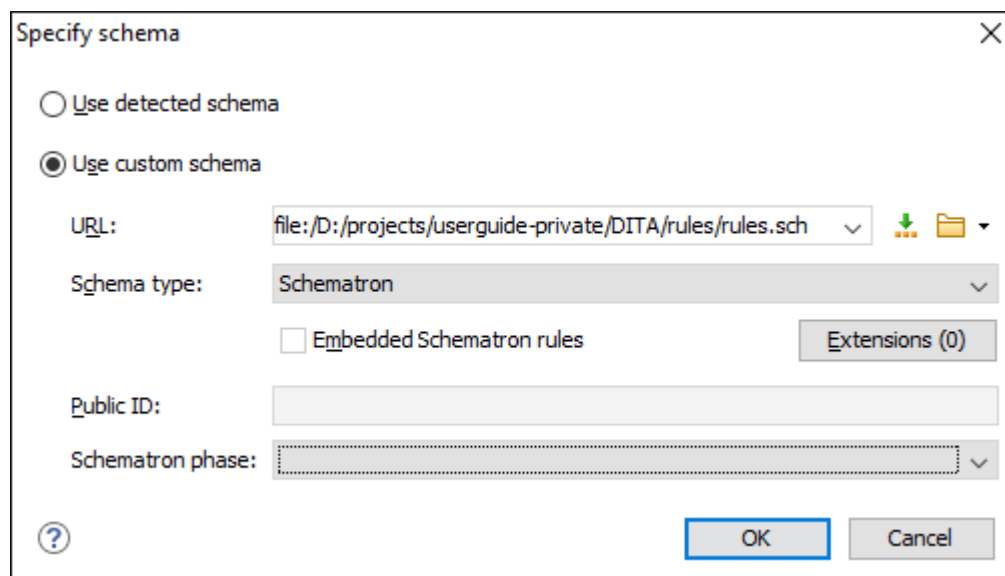 Specify schema
Use detected schema
Use custom schema
URL: file:/D:/projects/userguide-private/DITA/rules/rules.sch
Schema type: Schematron
Embedded Schematron rules Extensions (0)
Public ID:
Schematron phase:
? OK Cancel